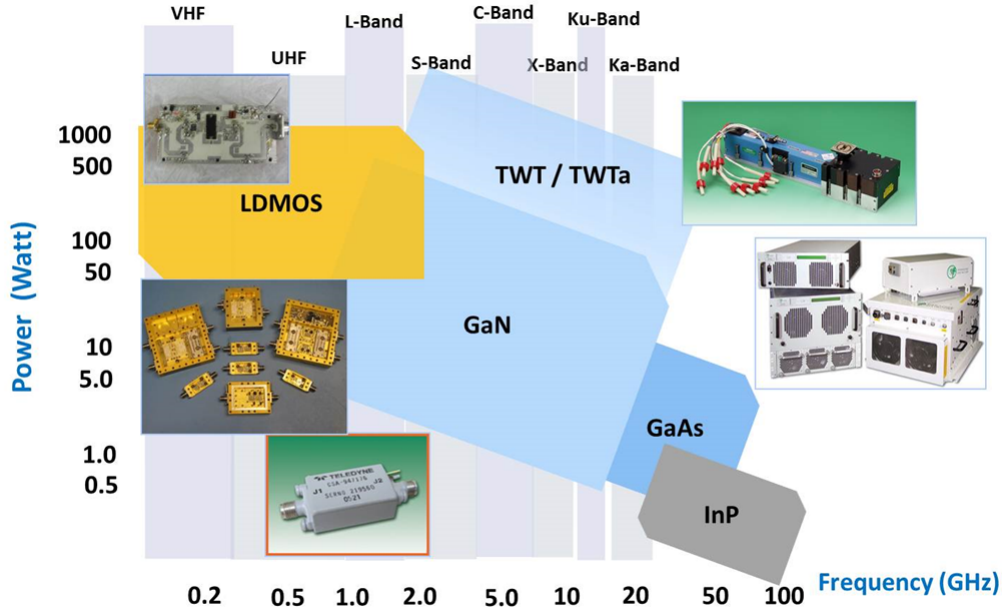 VHF
L-Band
C-Band
Ku-Band
UHF
S-Band
X-Band
Ka-Band
1000
500
100
50
10
5.0
1.0
0.5
Power (Watt)
LDMOS
TWT / TWTa
GaN
GaAs
InP
TELEDYNE
J1
J2
0.2
0.5
1.0
2.0
5.0
10
20
50
100
Frequency (GHz)